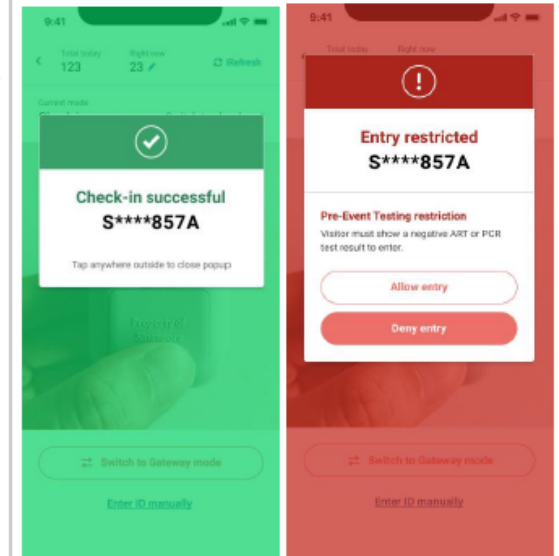 9:41
Total today
Right now
123
23
Refresh
Current mode
Check-in successful
S****857A
Tap anywhere outside to close popup
Switch to Gateway mode
Enter ID manually
9:41
Total today
Right now
Entry restricted
S****857A
Pre-Event Testing restriction
Visitor must show a negative ART or PCR
test result to enter.
Allow entry
Deny entry
Switch to Gateway mode
Enter ID manually